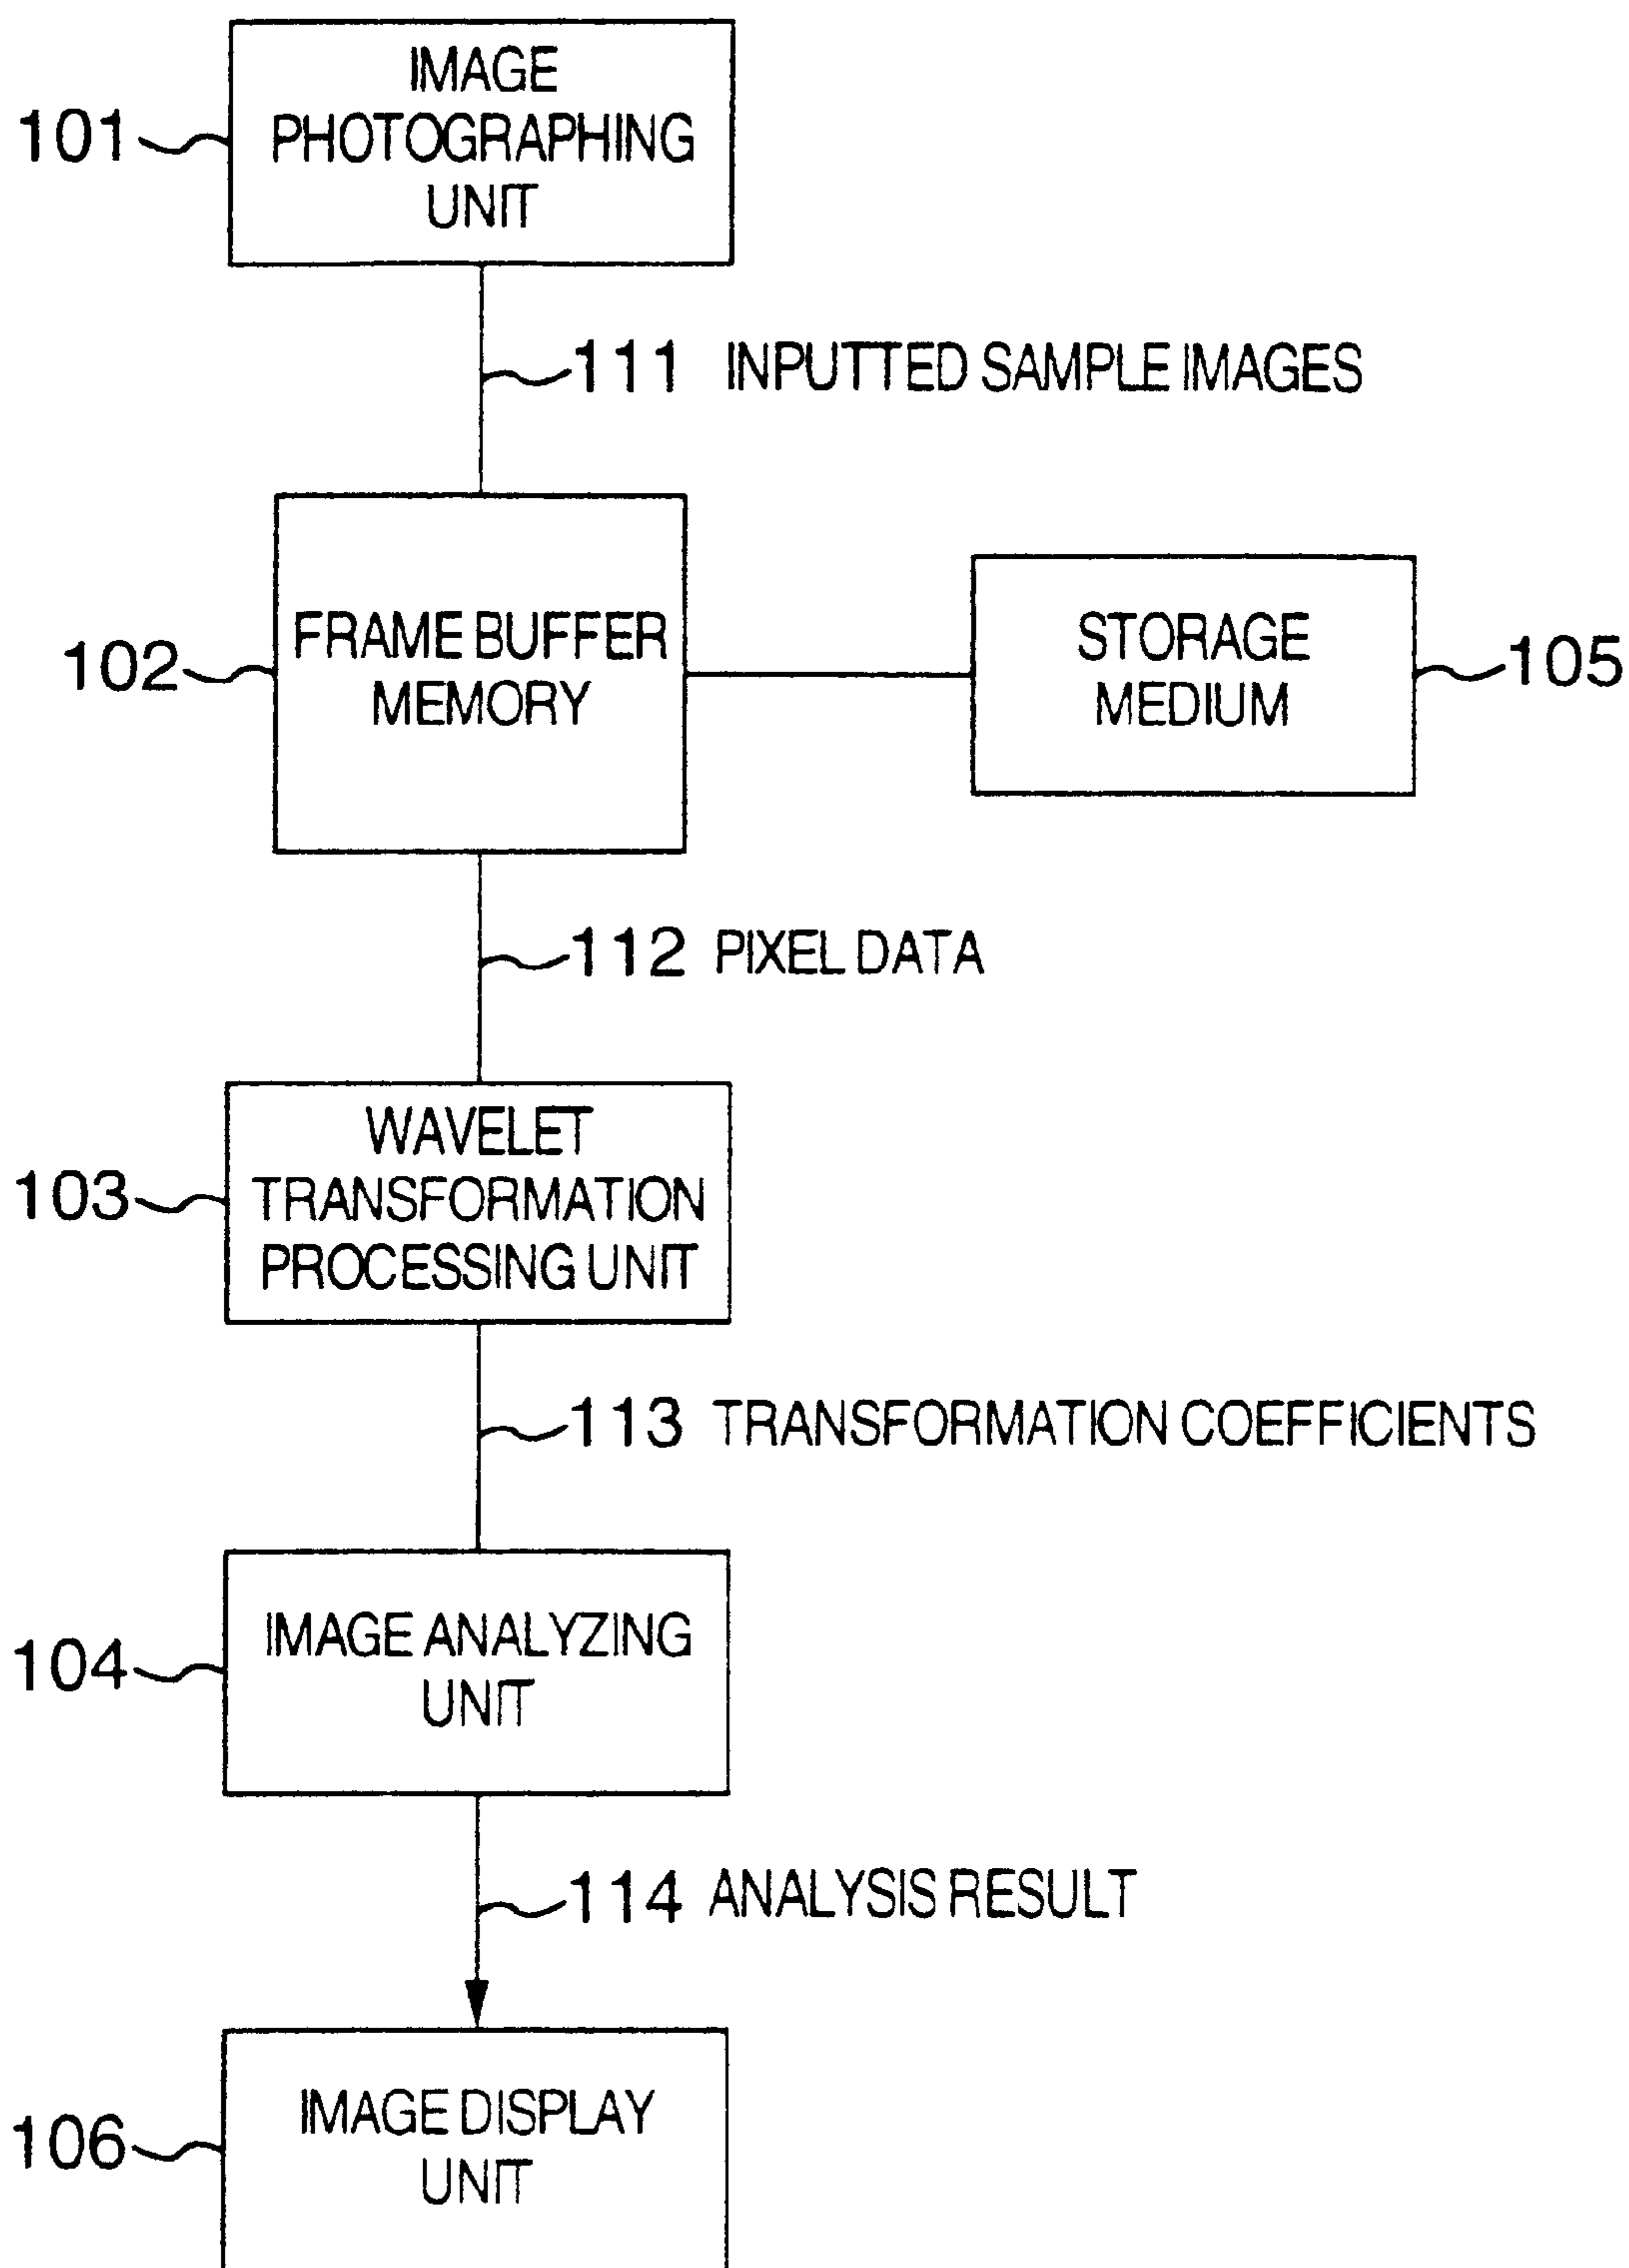 IMAGE
PHOTOGRAPHING
UNIT
101
111 INPUTTED SAMPLE IMAGES
FRAME BUFFER
MEMORY
102
STORAGE
MEDIUM
105
112 PIXEL DATA
WAVELET
TRANSFORMATION
PROCESSING UNIT
103
113 TRANSFORMATION COEFFICIENTS
IMAGE ANALYZING
UNIT
104
114 ANALYSIS RESULT
IMAGE DISPLAY
UNIT
106